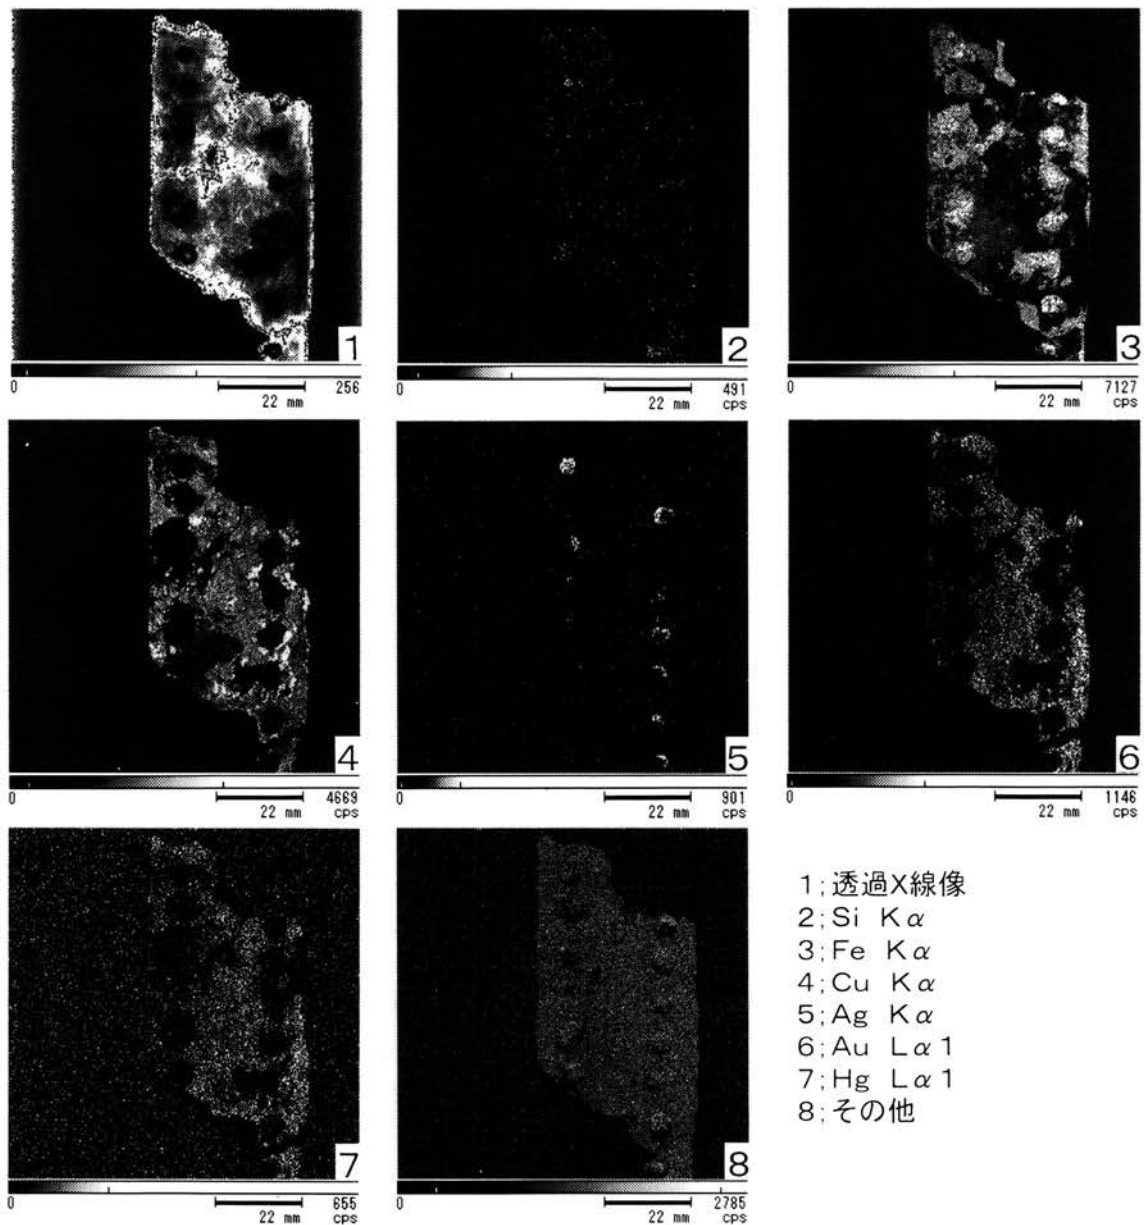 1
0 256
22 mm
2
0 491
22 mm cps
3
0 7127
22 mm cps
4
0 4669
22 mm cps
5
0 901
22 mm cps
6
0 1146
22 mm cps
7
0 655
22 mm cps
8
0 2785
22 mm cps
1;透過X線像
2;Si Kα
3;Fe Kα
4;Cu Kα
5;Ag Kα
6;Au Lα1
7;Hg Lα1
8;その他